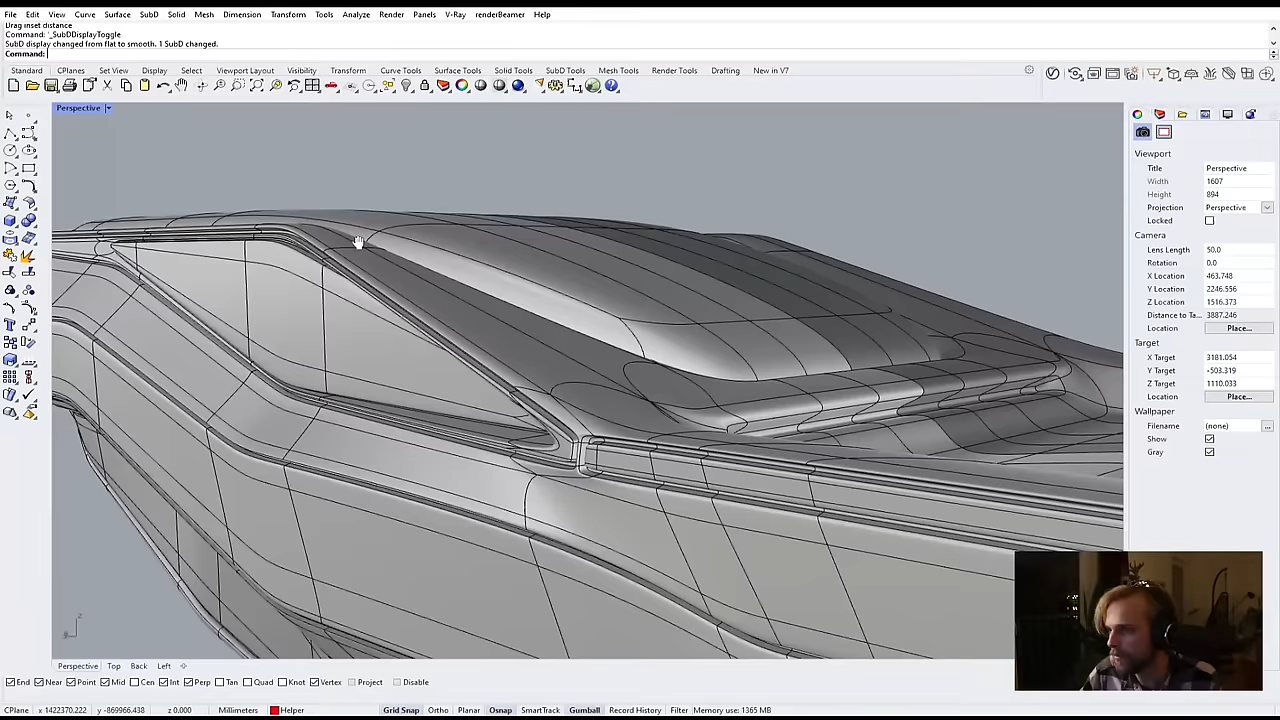 File Edit View Curve Surface SubD Solid Mesh Dimension Transform Tools Analyze Render Panels V-Ray renderBeamer Help
Drag inset distance
Command: '_SubDDisplayToggle
SubD display changed from flat to smooth. 1 SubD changed.
Command:
Standard CPlanes Set View Display Select Viewport Layout Visibility Transform Curve Tools Surface Tools Solid Tools SubD Tools Mesh Tools Render Tools Drafting New in V7
Perspective
Viewport
Title Perspective
Width 1607
Height 894
Projection Perspective
Locked
Camera
Lens Length 50.0
Rotation 0.0
X Location 463.748
Y Location 2246.556
Z Location 1516.373
Distance to Ta... 3887.246
Location Place...
Target
X Target 3181.054
Y Target -503.319
Z Target 1110.033
Location Place...
Wallpaper
Filename (none) ...
Show
Gray
z
Perspective Top Back Left
End Near Point Mid Cen Int Perp Tan Quad Knot Vertex Project Disable
CPlane x 1422370.222 y -869966.438 z 0.000 Millimeters Helper Grid Snap Ortho Planar Osnap SmartTrack Gumball Record History Filter Memory use: 1365 MB